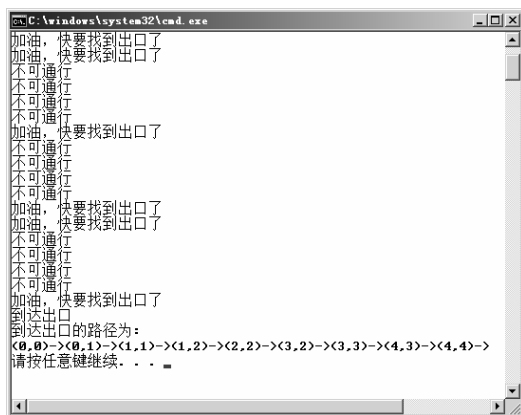 C:\windows\system32\cmd.exe
加油，快要找到出口了
加油，快要找到出口了
不可通行
不可通行
不可通行
不可通行
加油，快要找到出口了
不可通行
不可通行
不可通行
不可通行
加油，快要找到出口了
加油，快要找到出口了
不可通行
不可通行
不可通行
不可通行
加油，快要找到出口了
到达出口
到达出口的路径为：
(0,0)->(0,1)->(1,1)->(1,2)->(2,2)->(3,2)->(3,3)->(4,3)->(4,4)->
请按任意键继续. . .